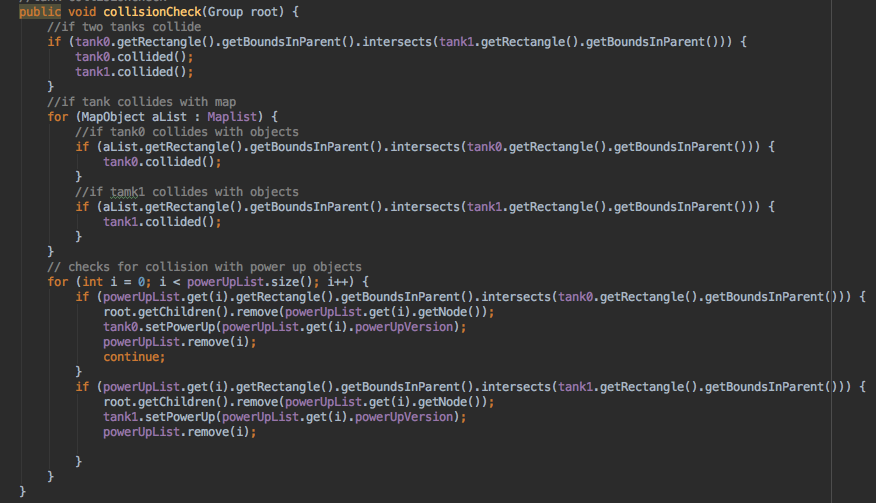 public void collisionCheck(Group root) {
    //if two tanks collide
    if (tank0.getRectangle().getBoundsInParent().intersects(tank1.getRectangle().getBoundsInParent())) {
        tank0.collided();
        tank1.collided();
    }
    //if tank collides with map
    for (MapObject aList : Maplist) {
        //if tank0 collides with objects
        if (aList.getRectangle().getBoundsInParent().intersects(tank0.getRectangle().getBoundsInParent())) {
            tank0.collided();
        }
        //if tamk1 collides with objects
        if (aList.getRectangle().getBoundsInParent().intersects(tank1.getRectangle().getBoundsInParent())) {
            tank1.collided();
        }
    }
    // checks for collision with power up objects
    for (int i = 0; i < powerUpList.size(); i++) {
        if (powerUpList.get(i).getRectangle().getBoundsInParent().intersects(tank0.getRectangle().getBoundsInParent())) {
            root.getChildren().remove(powerUpList.get(i).getNode());
            tank0.setPowerUp(powerUpList.get(i).powerUpVersion);
            powerUpList.remove(i);
            continue;
        }
        if (powerUpList.get(i).getRectangle().getBoundsInParent().intersects(tank1.getRectangle().getBoundsInParent())) {
            root.getChildren().remove(powerUpList.get(i).getNode());
            tank1.setPowerUp(powerUpList.get(i).powerUpVersion);
            powerUpList.remove(i);

        }
    }
}